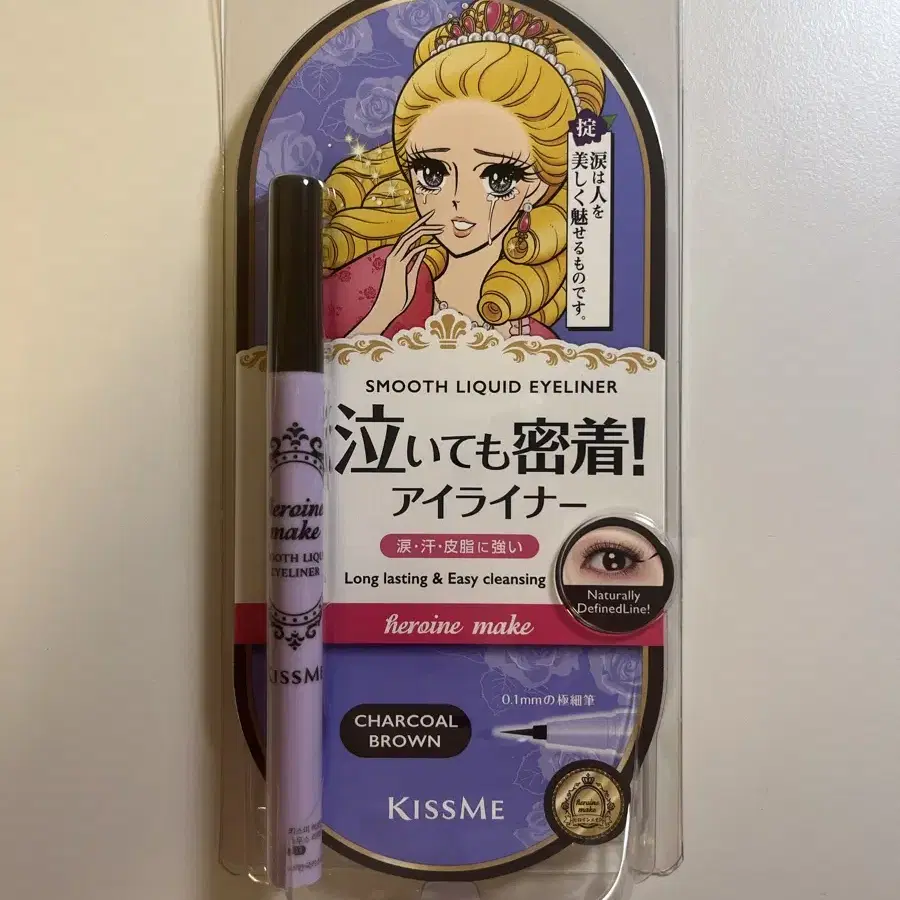 掟
涙は人を
美しく魅せるものです。
SMOOTH LIQUID EYELINER
泣いても密着!
アイライナー
涙・汗・皮脂に強い
Long lasting & Easy cleansing
Naturally
DefinedLine!
heroine make
0.1mmの極細筆
CHARCOAL
BROWN
KISSME
heroine
make
heroine
make
SMOOTH LIQUID
EYELINER
KISSME